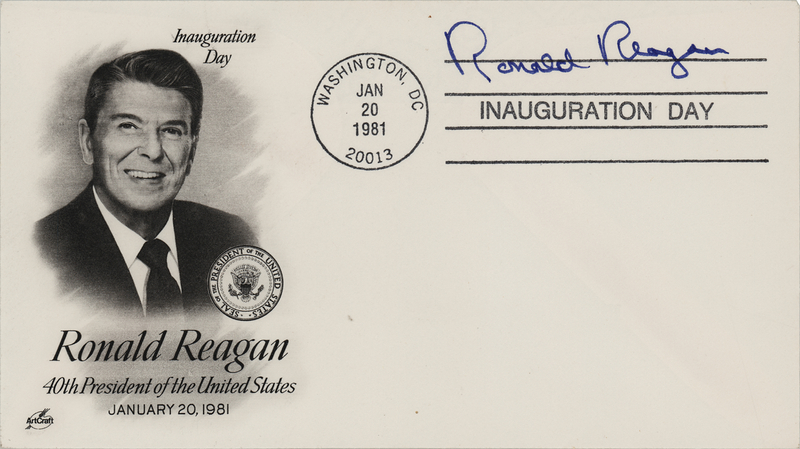 Inauguration
Day
WASHINGTON, DC
JAN
20
1981
20013
Ronald Reagan
INAUGURATION DAY
SEAL OF THE PRESIDENT OF THE UNITED STATES
Ronald Reagan
40th President of the United States
JANUARY 20, 1981
ArtCraft